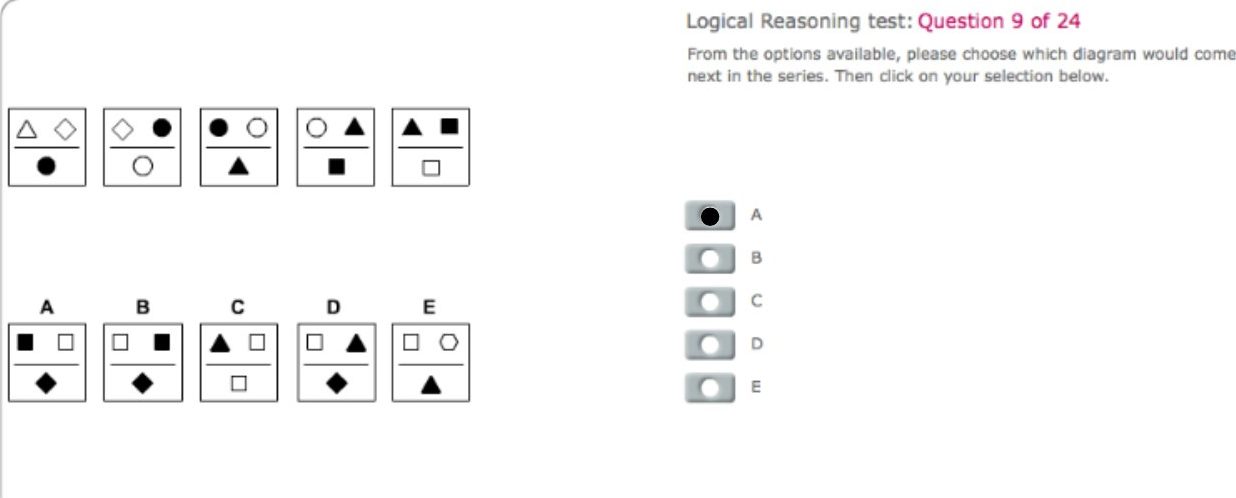 Logical Reasoning test: Question 9 of 24
From the options available, please choose which diagram would come
next in the series. Then click on your selection below.
A
B
C
D
E
A B C D E